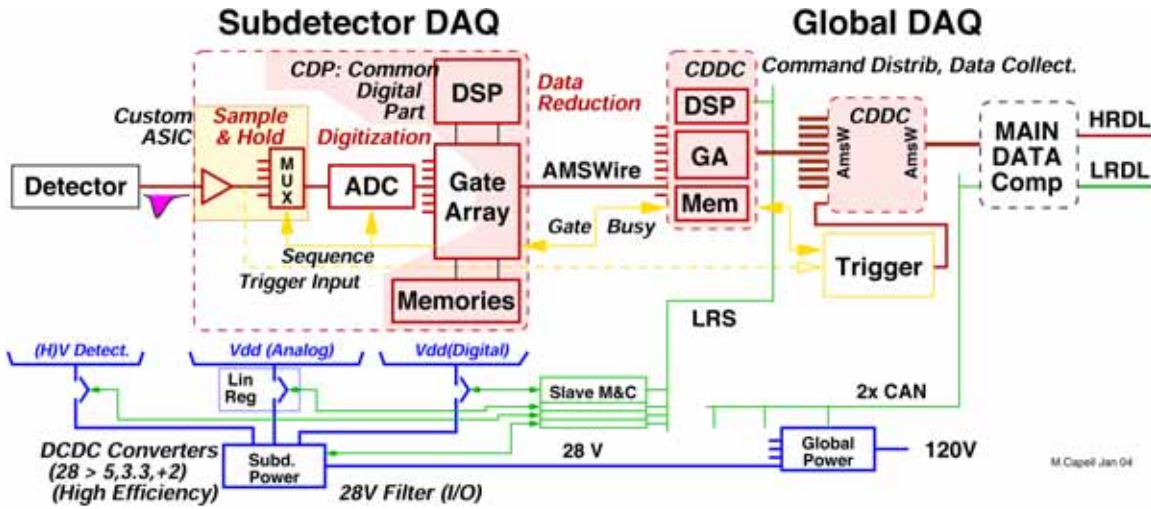 Subdetector DAQ
Global DAQ
CDP: Common
Digital
Part
DSP
Data
Reduction
CDDC
Command Distrib, Data Collect.
DSP
CDDC
Custom
ASIC
Sample
& Hold
Digitization
MUX
ADC
Gate
Array
AMSWire
GA
AmsW
AmsW
MAIN
DATA
Comp
HRDL
LRDL
Detector
Mem
Gate
Busy
Sequence
Trigger Input
Memories
Trigger
LRS
(H)V Detect.
Vdd (Analog)
Vdd(Digital)
Lin
Reg
Slave M&C
2x CAN
DCDC Converters
(28 > 5,3.3,+2)
(High Efficiency)
Subd.
Power
28 V
28V Filter (I/O)
Global
Power
120V
M.Capell Jan 04